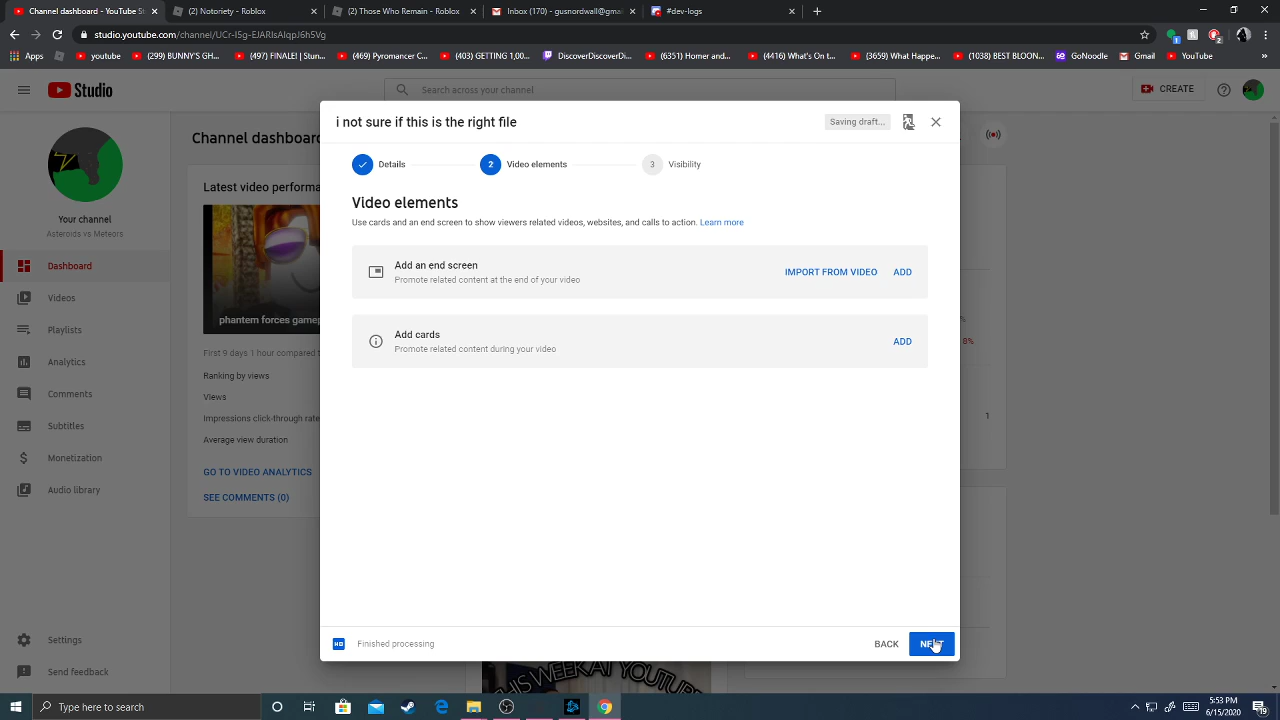 Channel dashboard - YouTube St
(2) Notoriety - Roblox
(2) Torn Remain - Roblox
Inbox (70) - gusnordwall@gmail
#dev-logs
studio.youtube.com/channel/
Apps
youtube
(299) BUNNY'S GH...
(497) FINALE! | Stun...
(469) Pyromancer C...
(403) GETTING 1,00...
DiscoverDiscoverDi...
(6351) Homer and...
(4416) What's On I...
(3659) What Happe...
(1038) BEST BLOON...
GoNoodle
Gmail
YouTube
Studio
Search across your channel
CREATE
Your channel
Asteroids vs Meteors
Dashboard
Videos
Playlists
Analytics
Comments
Subtitles
Monetization
Audio library
Settings
Send feedback
Channel dashboard
Latest video performa
phantom forces gamep
First 9 days 1 hour compared t
Ranking by views
Views
Impressions click-through rate
Average view duration
GO TO VIDEO ANALYTICS
SEE COMMENTS (0)
i not sure if this is the right file
Saving draft...
Details
2 Video elements
3 Visibility
Video elements
Use cards and an end screen to show viewers related videos, websites, and calls to action. Learn more
Add an end screen
Promote related content at the end of your video
IMPORT FROM VIDEO ADD
Add cards
Promote related content during your video
ADD
HD Finished processing
BACK NEXT
8%
1
THIS WEEK AT YOUTUBE
Type here to search
5:53 PM
6/15/2020